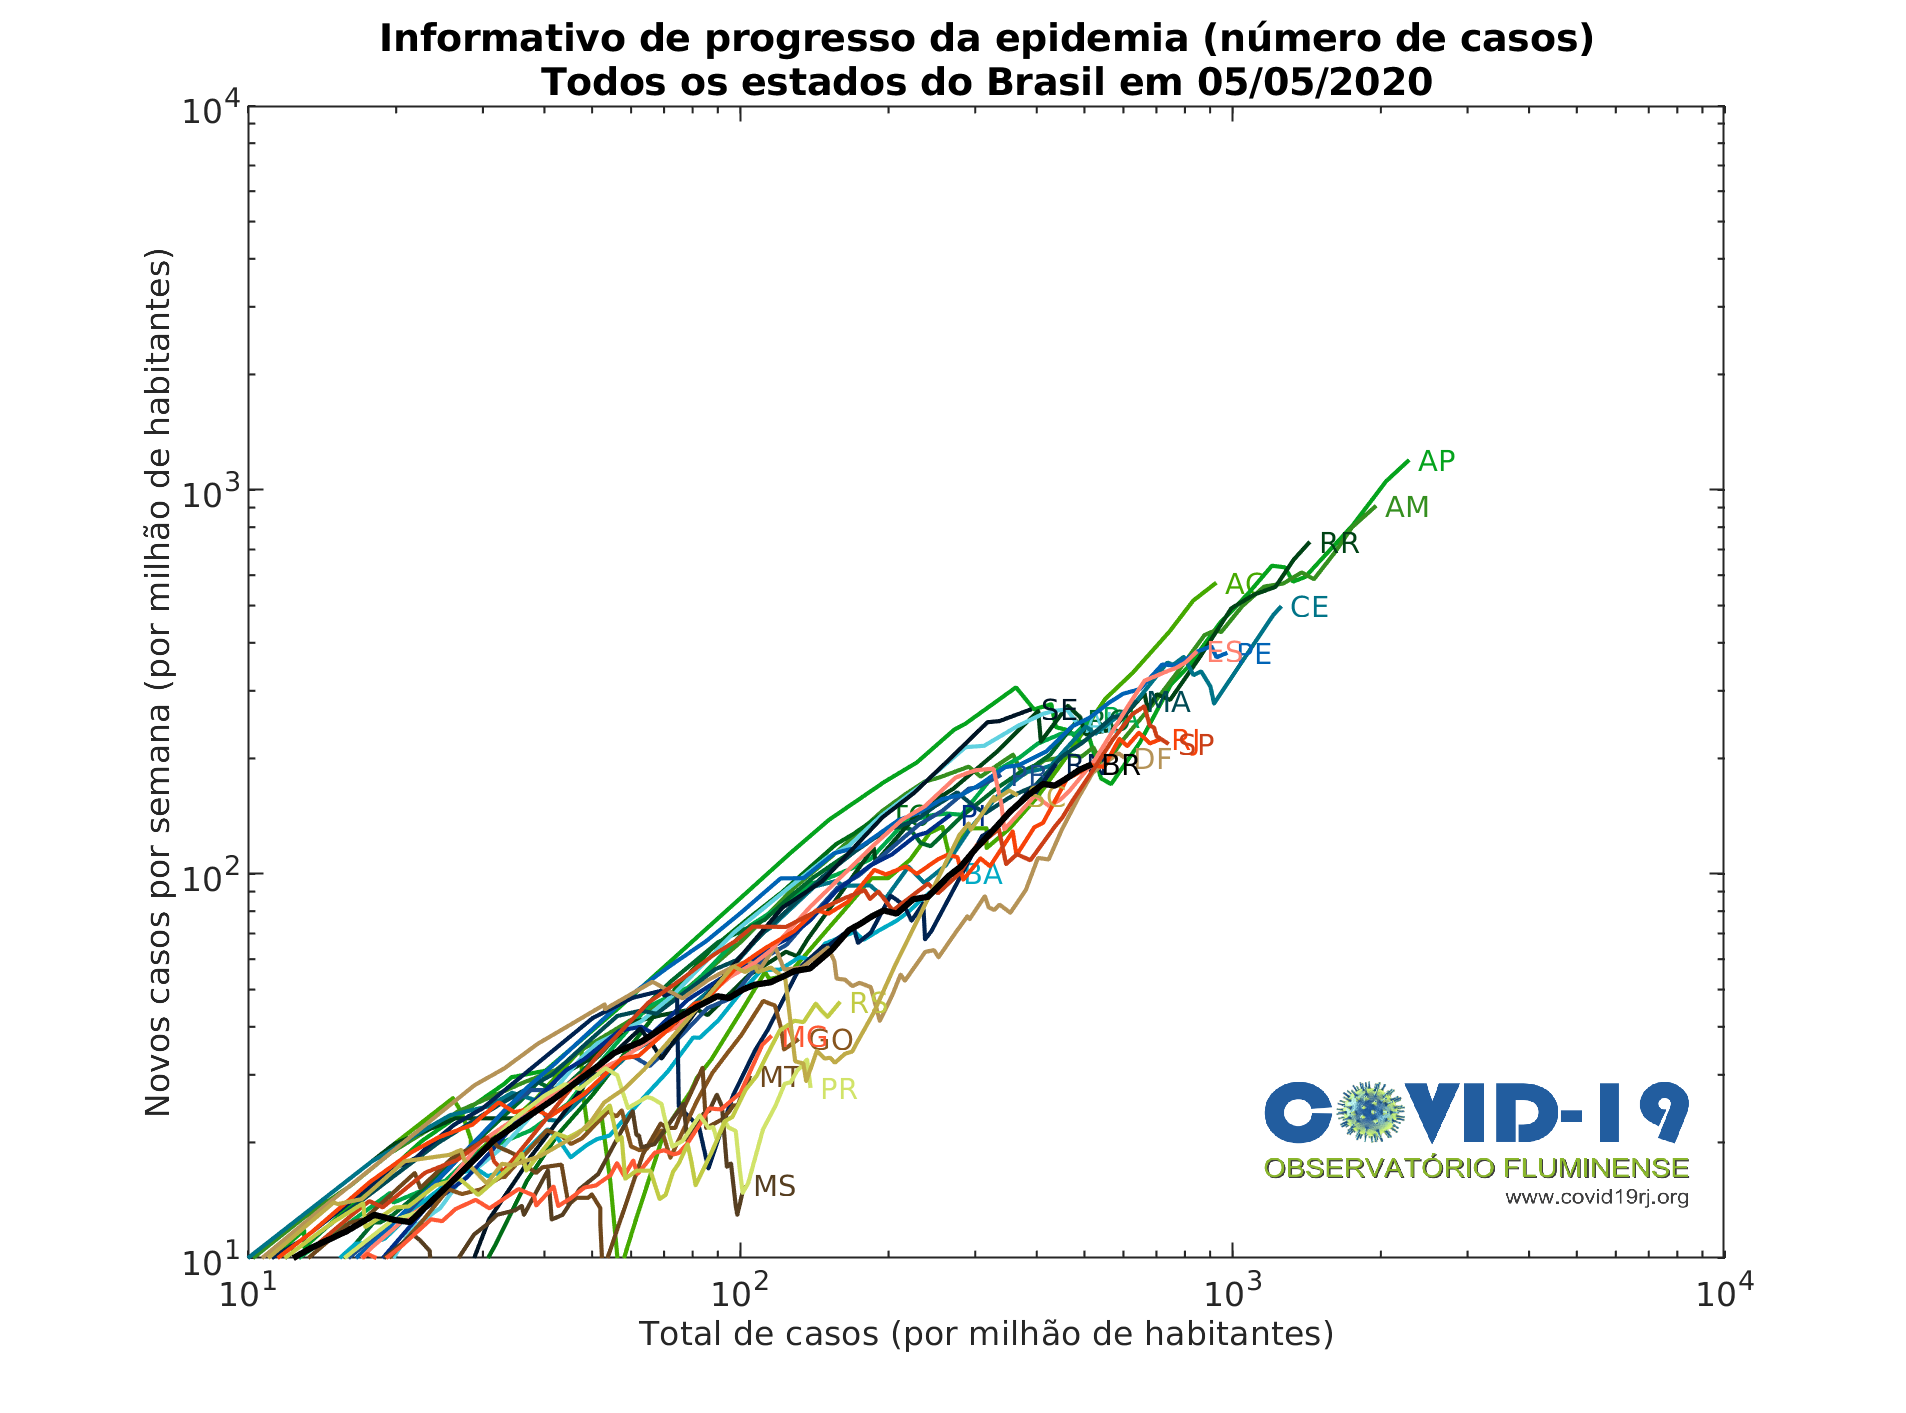 Informativo de progresso da epidemia (número de casos)
Todos os estados do Brasil em 05/05/2020
Novos casos por semana (por milhão de habitantes)
10^4
10^3
10^2
10^1
AP
AM
RR
AC
CE
ES
PE
SE
MA
RJ
SP
DF
BR
SC
TO
PI
BA
RS
MG
GO
MT
PR
MS
10^1
10^2
10^3
10^4
Total de casos (por milhão de habitantes)
COVID-19
OBSERVATÓRIO FLUMINENSE
www.covid19rj.org